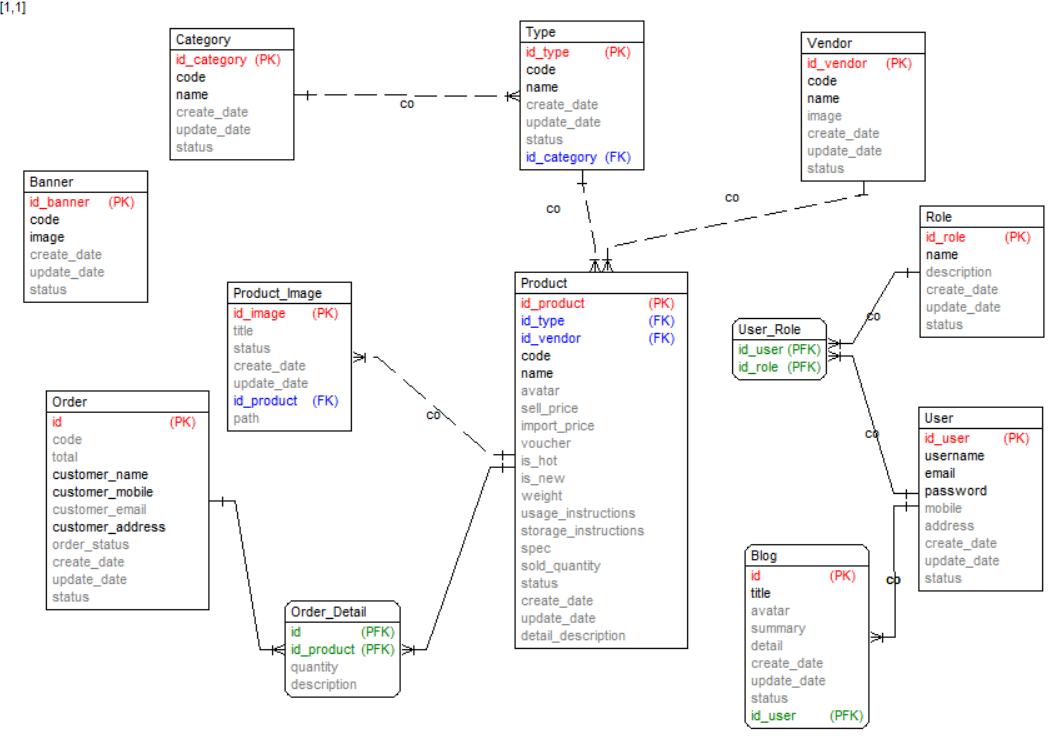 [1,1]
Category
id_category (PK)
code
name
create_date
update_date
status
co
Type
id_type (PK)
code
name
create_date
update_date
status
id_category (FK)
Vendor
id_vendor (PK)
code
name
image
create_date
update_date
status
co
co
Banner
id_banner (PK)
code
image
create_date
update_date
status
Role
id_role (PK)
name
description
create_date
update_date
status
co
Product_Image
id_image (PK)
title
status
create_date
update_date
id_product (FK)
path
co
Product
id_product (PK)
id_type (FK)
id_vendor (FK)
code
name
avatar
sell_price
import_price
voucher
is_hot
is_new
weight
usage_instructions
storage_instructions
spec
sold_quantity
status
create_date
update_date
detail_description
User_Role
id_user (PFK)
id_role (PFK)
co
Order
id (PK)
code
total
customer_name
customer_mobile
customer_email
customer_address
order_status
create_date
update_date
status
User
id_user (PK)
username
email
password
mobile
address
create_date
update_date
status
co
Order_Detail
id (PFK)
id_product (PFK)
quantity
description
Blog
id (PK)
title
avatar
summary
detail
create_date
update_date
status
id_user (PFK)